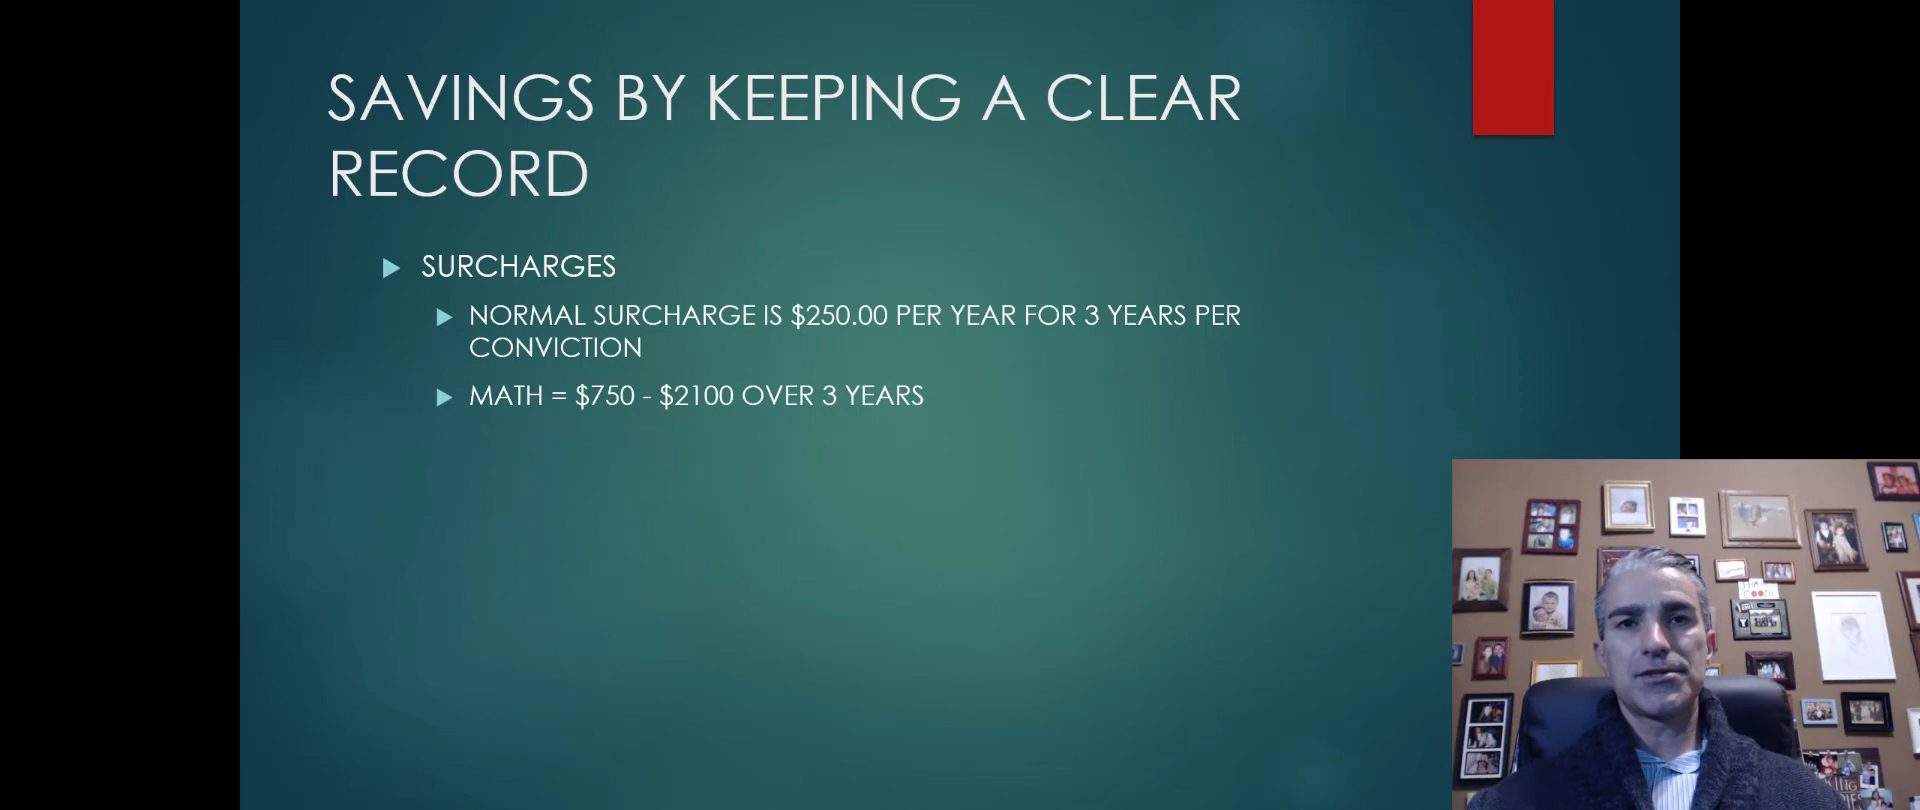 SAVINGS BY KEEPING A CLEAR
RECORD
SURCHARGES
NORMAL SURCHARGE IS $250.00 PER YEAR FOR 3 YEARS PER
CONVICTION
MATH = $750 - $2100 OVER 3 YEARS